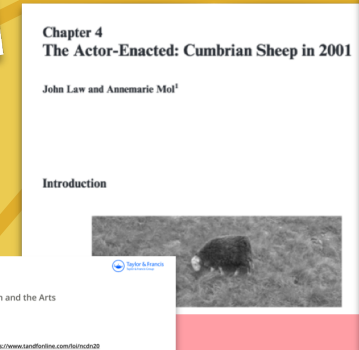 Chapter 4
The Actor-Enacted: Cumbrian Sheep in 2001
John Law and Annemarie Mol¹
Introduction
Taylor & Francis
n and the Arts
s://www.tandfonline.com/loi/ncdn20